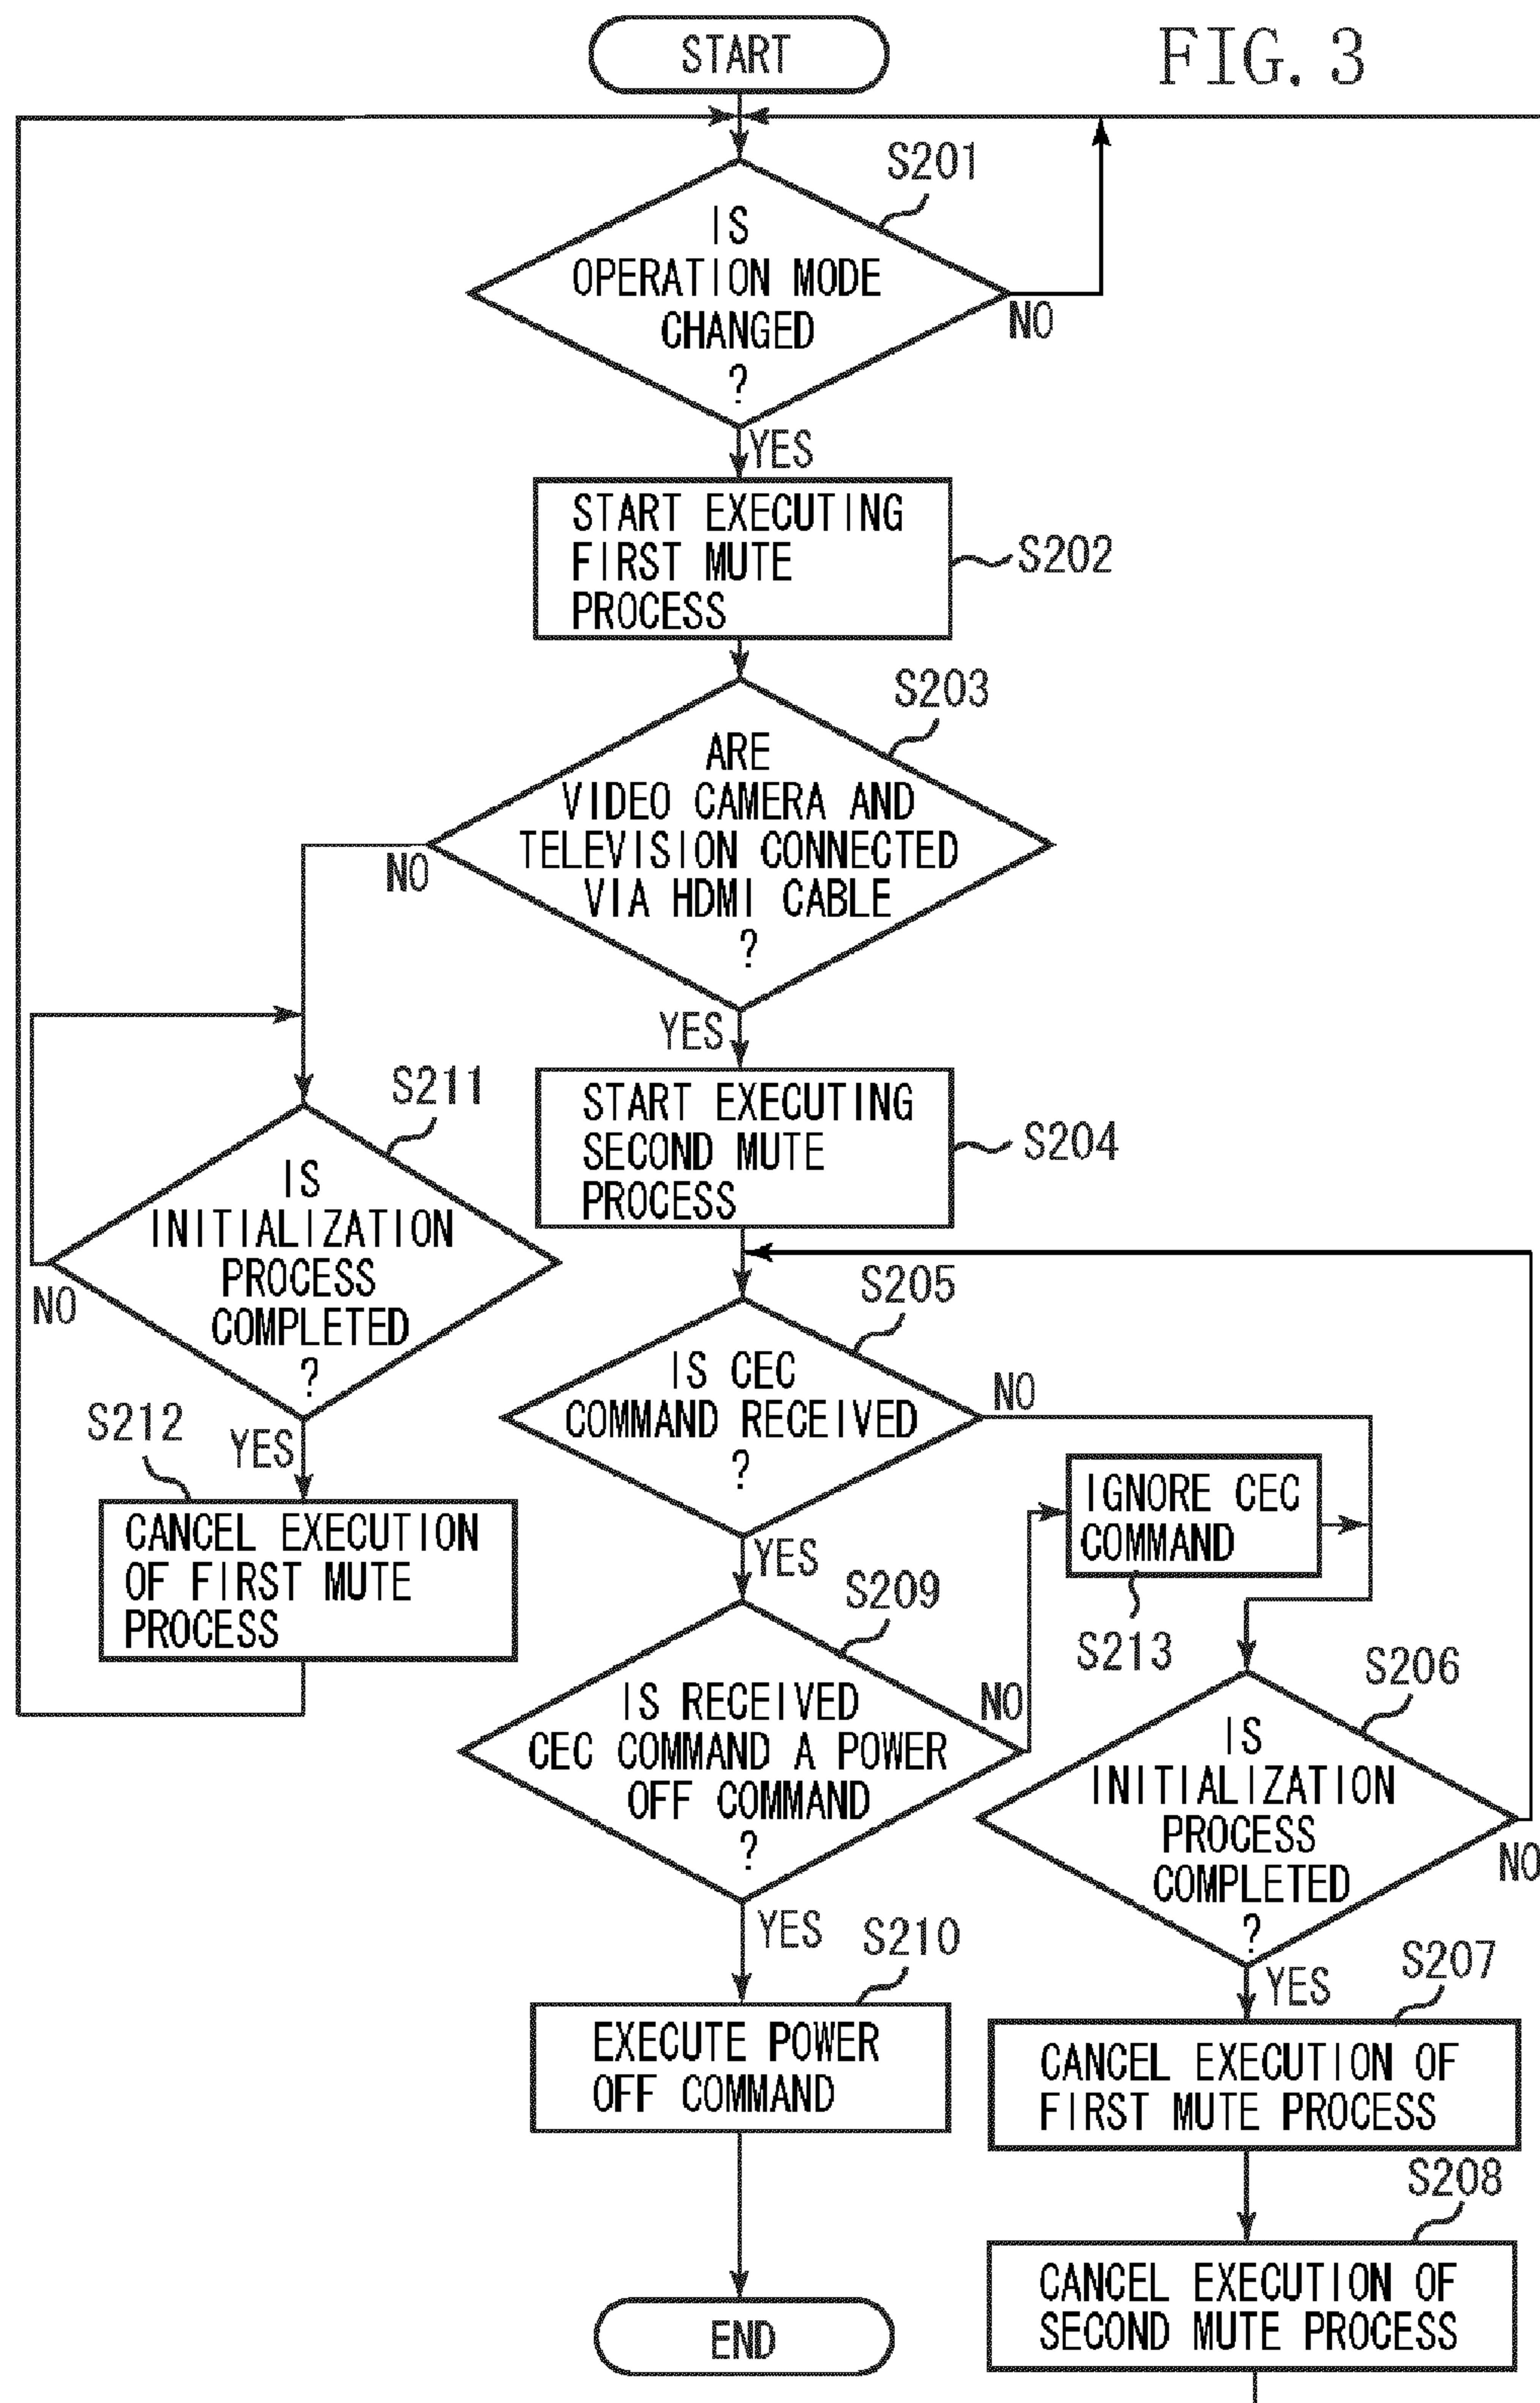 START
FIG. 3
S201
IS
OPERATION MODE
CHANGED
?
NO
YES
START EXECUTING
FIRST MUTE
PROCESS
S202
S203
ARE
VIDEO CAMERA AND
TELEVISION CONNECTED
VIA HDMI CABLE
?
NO
YES
START EXECUTING
SECOND MUTE
PROCESS
S204
S211
IS
INITIALIZATION
PROCESS
COMPLETED
?
NO
YES
S212
CANCEL EXECUTION
OF FIRST MUTE
PROCESS
S205
IS CEC
COMMAND RECEIVED
?
NO
YES
IGNORE CEC
COMMAND
S213
S209
IS RECEIVED
CEC COMMAND A POWER
OFF COMMAND
?
NO
YES
S206
IS
INITIALIZATION
PROCESS
COMPLETED
?
NO
YES
S210
EXECUTE POWER
OFF COMMAND
S207
CANCEL EXECUTION OF
FIRST MUTE PROCESS
S208
CANCEL EXECUTION OF
SECOND MUTE PROCESS
END